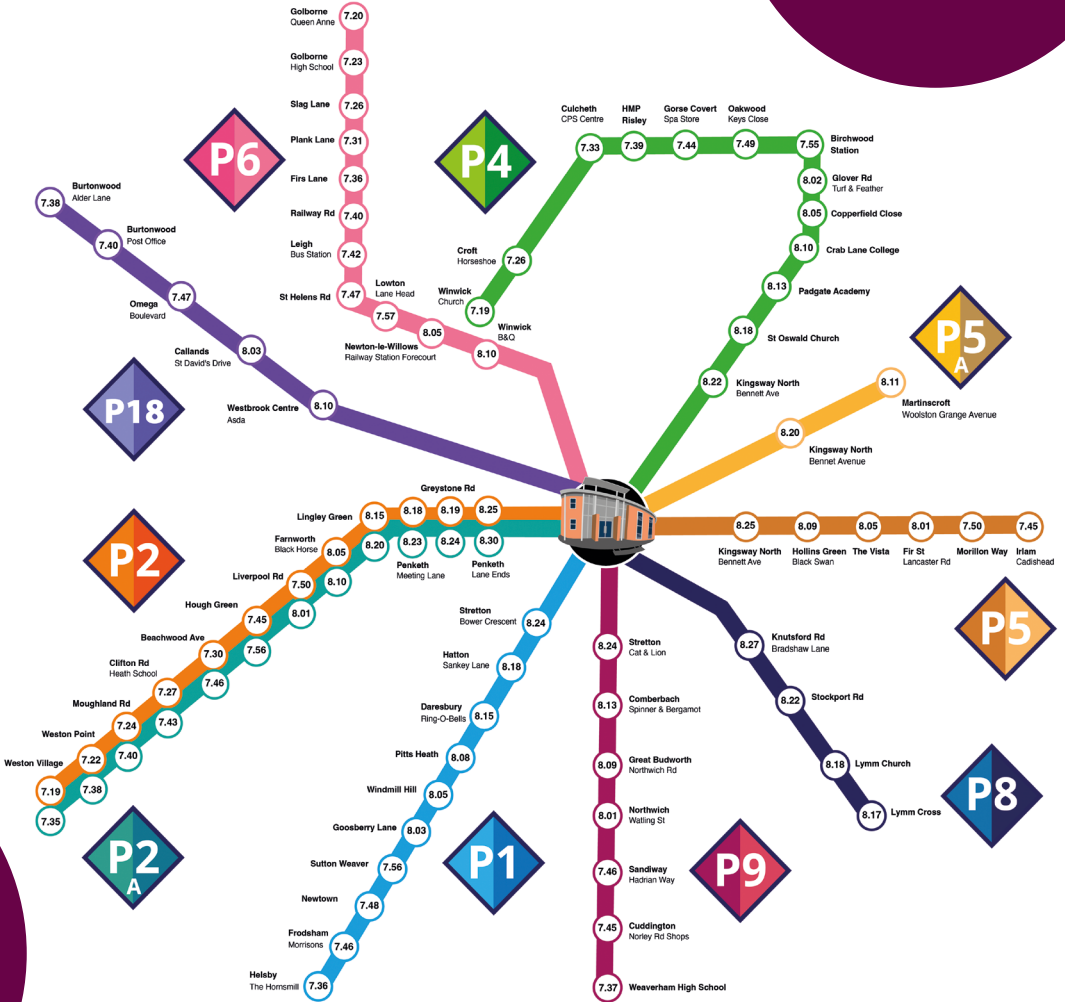 Golborne
Queen Anne
7.20
Golborne
High School
7.23
Slag Lane
7.26
Plank Lane
7.31
Firs Lane
7.36
Railway Rd
7.40
Leigh
Bus Station
7.42
St Helens Rd
7.47
Lowton
Lane Head
7.57
Newton-le-Willows
Railway Station Forecourt
8.05
Winwick
B&Q
8.10
P6
P4
Winwick
Church
7.19
Croft
Horseshoe
7.26
Culcheth
CPS Centre
7.33
HMP
Risley
7.39
Gorse Covert
Spa Store
7.44
Oakwood
Keys Close
7.49
Birchwood
Station
7.55
Glover Rd
Turf & Feather
8.02
Copperfield Close
8.05
Crab Lane College
8.10
Padgate Academy
8.13
St Oswald Church
8.18
Kingsway North
Bennett Ave
8.22
Burtonwood
Alder Lane
7.38
Burtonwood
Post Office
7.40
Omega
Boulevard
7.47
Callands
St David's Drive
8.03
Westbrook Centre
Asda
8.10
P18
P5
A
Martinscroft
Woolston Grange Avenue
8.11
Kingsway North
Bennet Avenue
8.20
8.25
8.09
8.05
8.01
7.50
7.45
Kingsway North
Bennett Ave
Hollins Green
Black Swan
The Vista
Fir St
Lancaster Rd
Morillon Way
Irlam
Cadishead
P5
P2
Greystone Rd
Lingley Green
8.15
8.18
8.19
8.25
8.20
8.23
8.24
8.30
Penketh
Meeting Lane
Penketh
Lane Ends
Farnworth
Black Horse
8.05
8.10
Liverpool Rd
7.50
8.01
Hough Green
7.45
7.56
Beachwood Ave
7.30
7.46
Clifton Rd
Heath School
7.27
7.43
Moughland Rd
7.24
7.40
Weston Point
7.22
7.38
Weston Village
7.19
7.35
P2
A
Stretton
Bower Crescent
8.24
Hatton
Sankey Lane
8.18
Daresbury
Ring-O-Bells
8.15
Pitts Heath
8.08
Windmill Hill
8.05
Goosberry Lane
8.03
Sutton Weaver
7.56
Newtown
7.48
Frodsham
Morrisons
7.46
Helsby
The Hornsmill
7.36
P1
8.24
Stretton
Cat & Lion
8.13
Comberbach
Spinner & Bergamot
8.09
Great Budworth
Northwich Rd
8.01
Northwich
Watling St
7.46
Sandiway
Hadrian Way
7.45
Cuddington
Norley Rd Shops
7.37
Weaverham High School
P9
8.27
Knutsford Rd
Bradshaw Lane
8.22
Stockport Rd
8.18
Lymm Church
8.17
Lymm Cross
P8